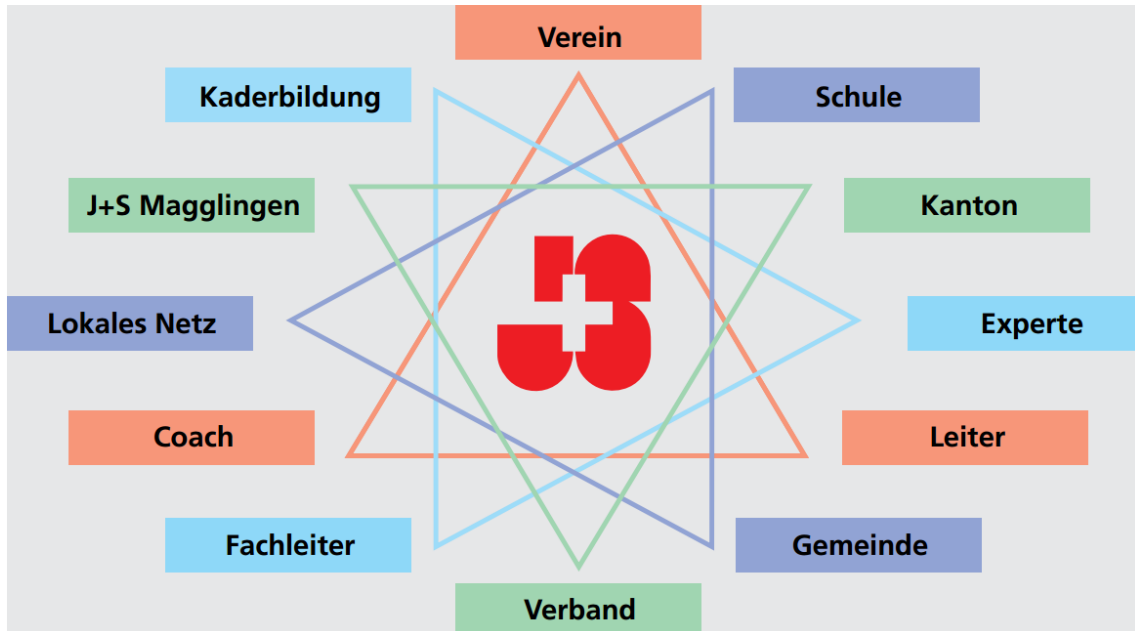 Verein
Kaderbildung
Schule
J+S Magglingen
Kanton
J+S
Lokales Netz
Experte
Coach
Leiter
Fachleiter
Gemeinde
Verband